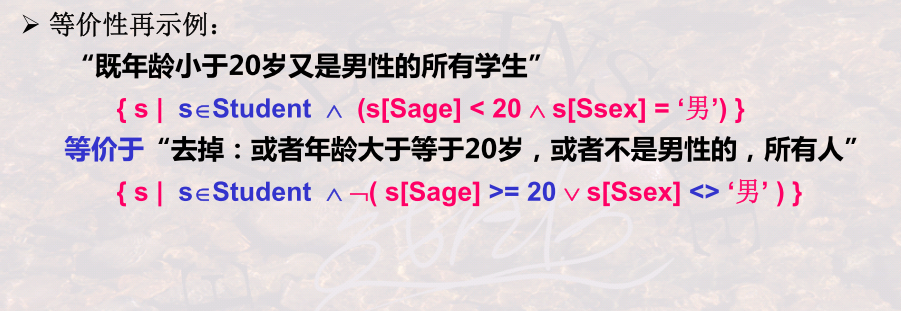 ➢ 等价性再示例：
“既年龄小于20岁又是男性的所有学生”
{ s | s∈Student ∧ (s[Sage] < 20 ∧ s[Ssex] = ‘男’) }
等价于“去掉：或者年龄大于等于20岁，或者不是男性的，所有人”
{ s | s∈Student ∧ ¬( s[Sage] >= 20 ∨ s[Ssex] <> ‘男’ ) }